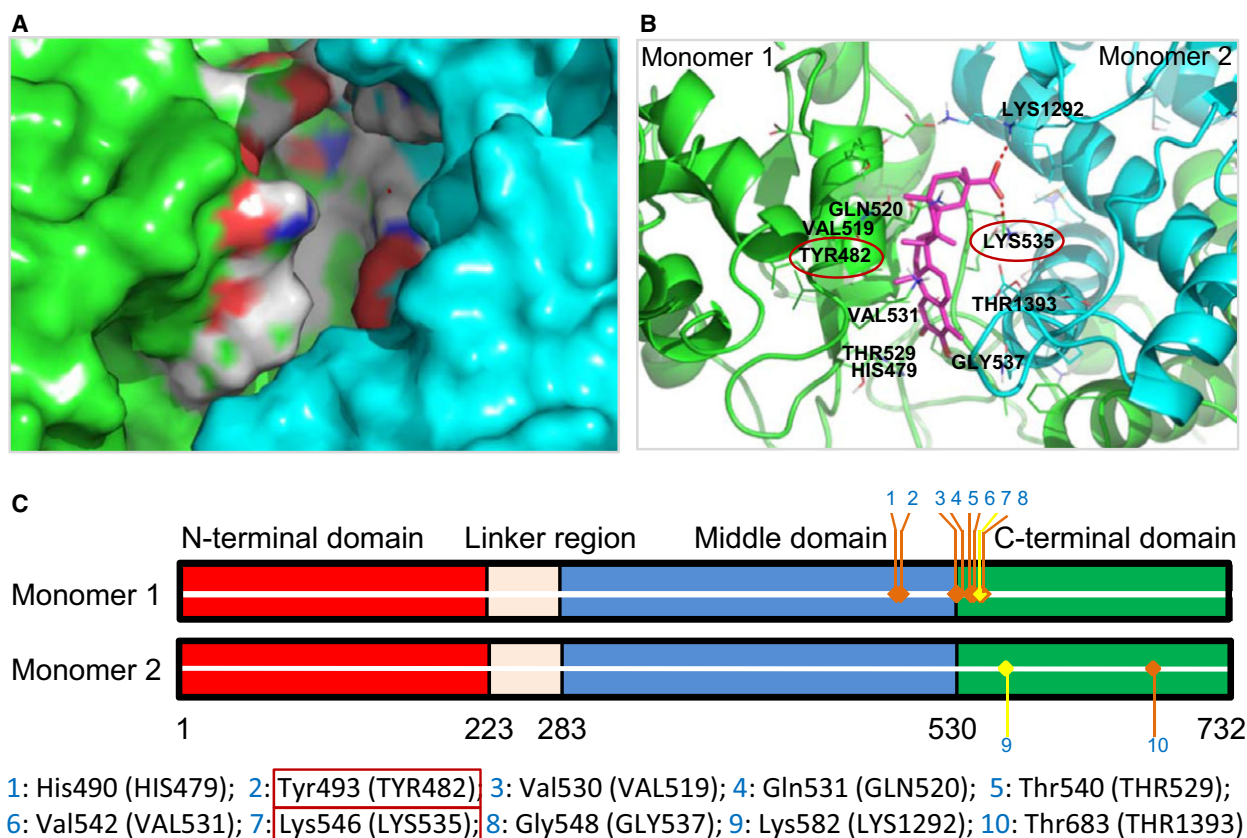 A
B
Monomer 1
Monomer 2
LYS1292
GLN520
VAL519
TYR482
LYS535
THR1393
VAL531
THR529
HIS479
GLY537
C
1 2 3 4 5 6 7 8
N-terminal domain Linker region Middle domain C-terminal domain
Monomer 1
Monomer 2
1 223 283 530 732
9 10
1: His490 (HIS479); 2: Tyr493 (TYR482); 3: Val530 (VAL519); 4: Gln531 (GLN520); 5: Thr540 (THR529);
6: Val542 (VAL531); 7: Lys546 (LYS535); 8: Gly548 (GLY537); 9: Lys582 (LYS1292); 10: Thr683 (THR1393)